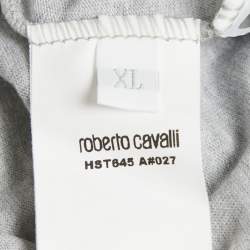 XL
roberto cavalli
HST645 A#027